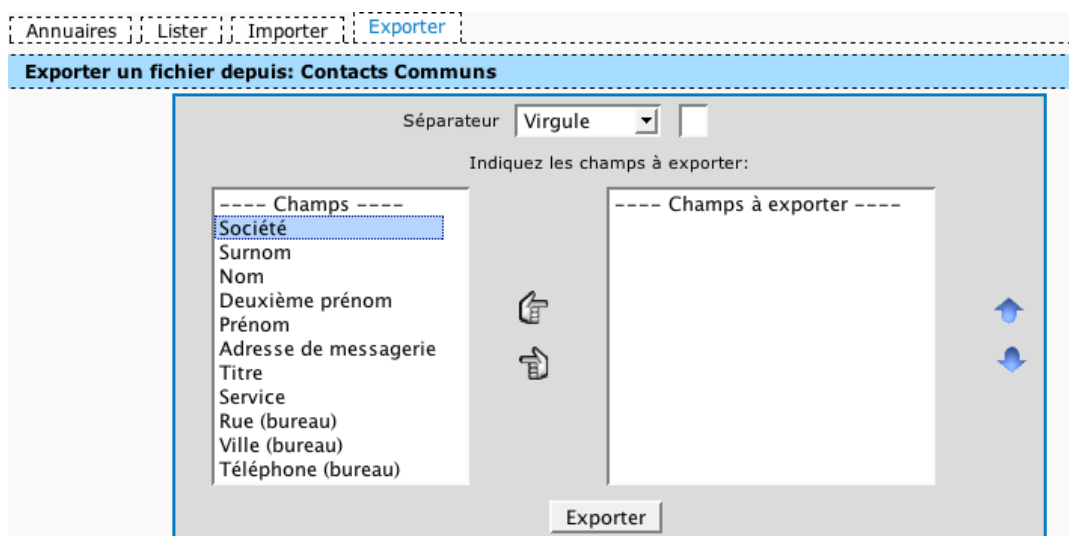 Annuaires Lister Importer Exporter
Exporter un fichier depuis: Contacts Communs
Séparateur Virgule
Indiquez les champs à exporter:
---- Champs ----
Société
Surnom
Nom
Deuxième prénom
Prénom
Adresse de messagerie
Titre
Service
Rue (bureau)
Ville (bureau)
Téléphone (bureau)
---- Champs à exporter ----
Exporter